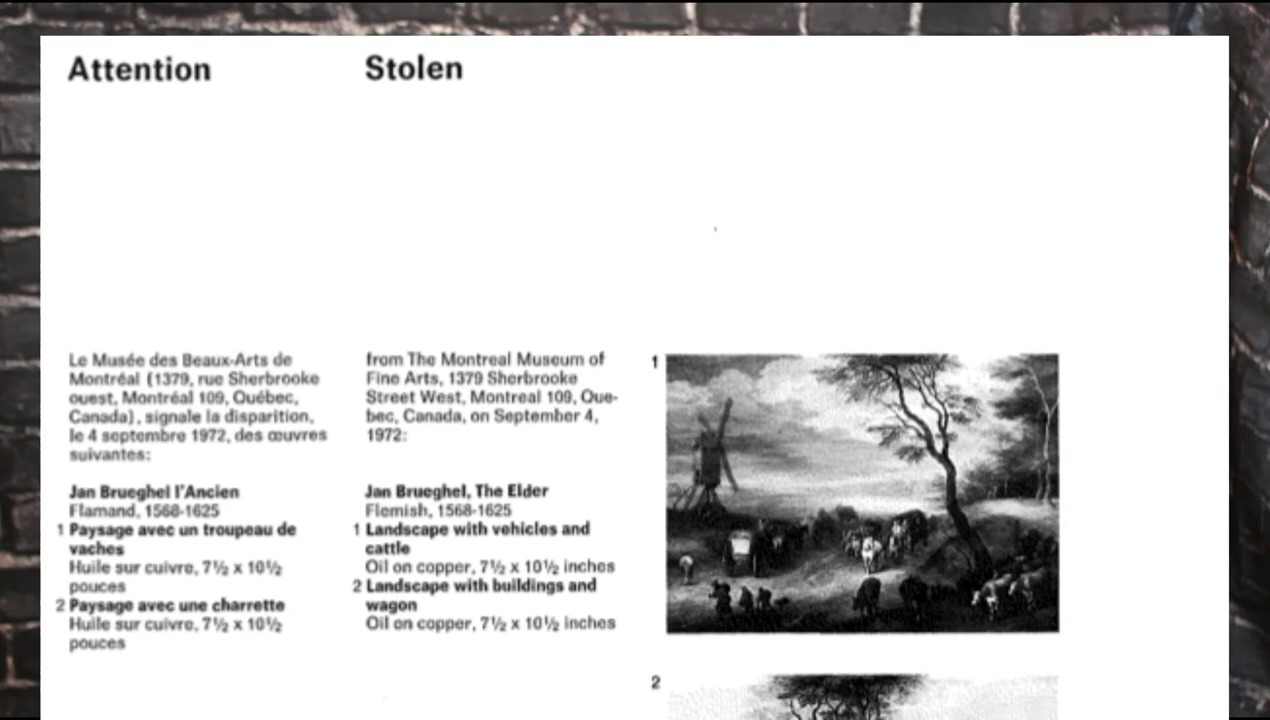 Attention
Stolen
Le Musée des Beaux-Arts de
Montréal (1379, rue Sherbrooke
ouest, Montréal 109, Québec,
Canada), signale la disparition,
le 4 septembre 1972, des œuvres
suivantes:
Jan Brueghel l'Ancien
Flamand, 1568-1625
1 Paysage avec un troupeau de
vaches
Huile sur cuivre, 7½ x 10½
pouces
2 Paysage avec une charrette
Huile sur cuivre, 7½ x 10½
pouces
from The Montreal Museum of
Fine Arts, 1379 Sherbrooke
Street West, Montreal 109, Que-
bec, Canada, on September 4,
1972:
Jan Brueghel, The Elder
Flemish, 1568-1625
1 Landscape with vehicles and
cattle
Oil on copper, 7½ x 10½ inches
2 Landscape with buildings and
wagon
Oil on copper, 7½ x 10½ inches
1
2